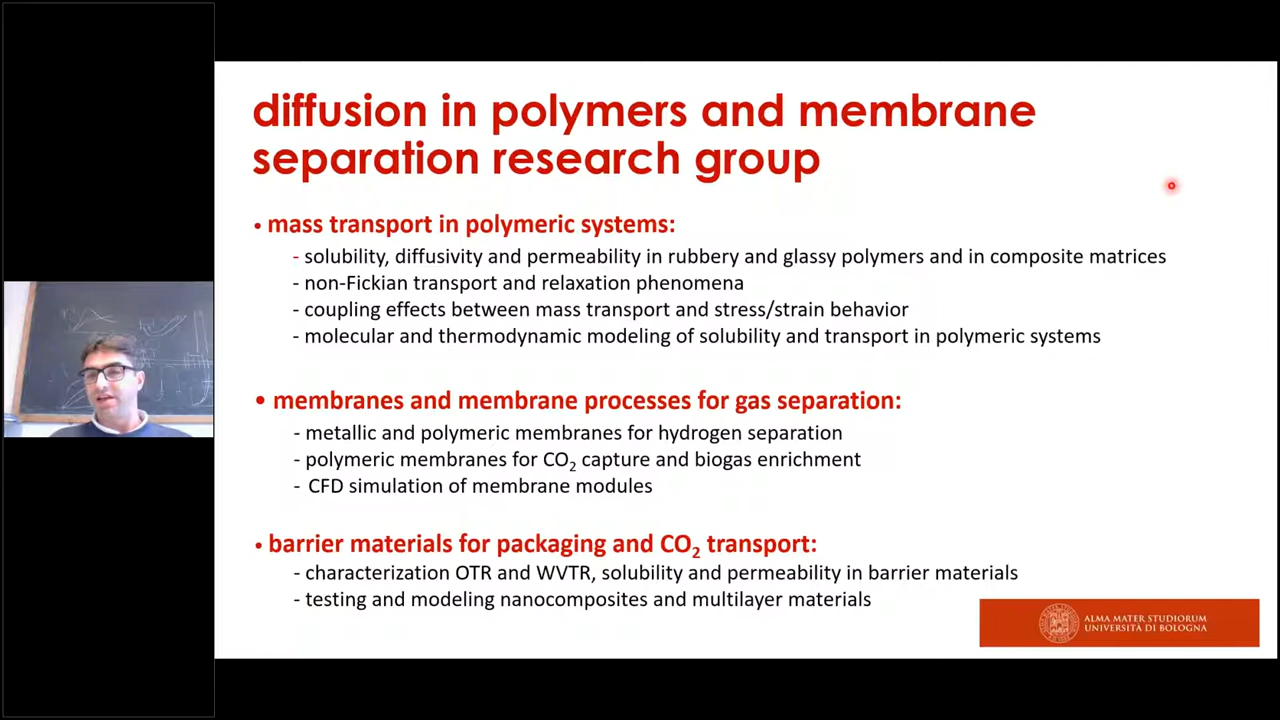 diffusion in polymers and membrane
separation research group
• mass transport in polymeric systems:
- solubility, diffusivity and permeability in rubbery and glassy polymers and in composite matrices
- non-Fickian transport and relaxation phenomena
- coupling effects between mass transport and stress/strain behavior
- molecular and thermodynamic modeling of solubility and transport in polymeric systems
• membranes and membrane processes for gas separation:
- metallic and polymeric membranes for hydrogen separation
- polymeric membranes for CO₂ capture and biogas enrichment
- CFD simulation of membrane modules
• barrier materials for packaging and CO₂ transport:
- characterization OTR and WVTR, solubility and permeability in barrier materials
- testing and modeling nanocomposites and multilayer materials
ALMA MATER STUDIORUM
UNIVERSITÀ DI BOLOGNA